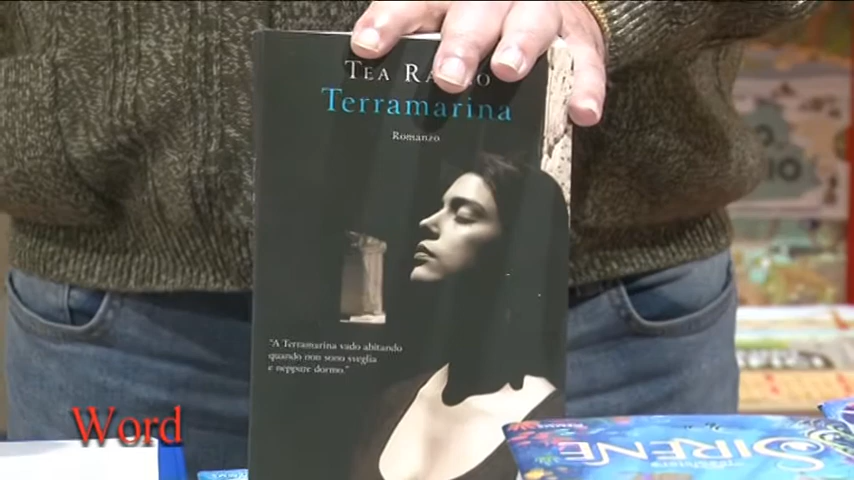 Terramarina
Romanzo
"A Terramarina vado abitando
quando non sono sveglia
e neppure dormo."
Word
SIRENE
TEA